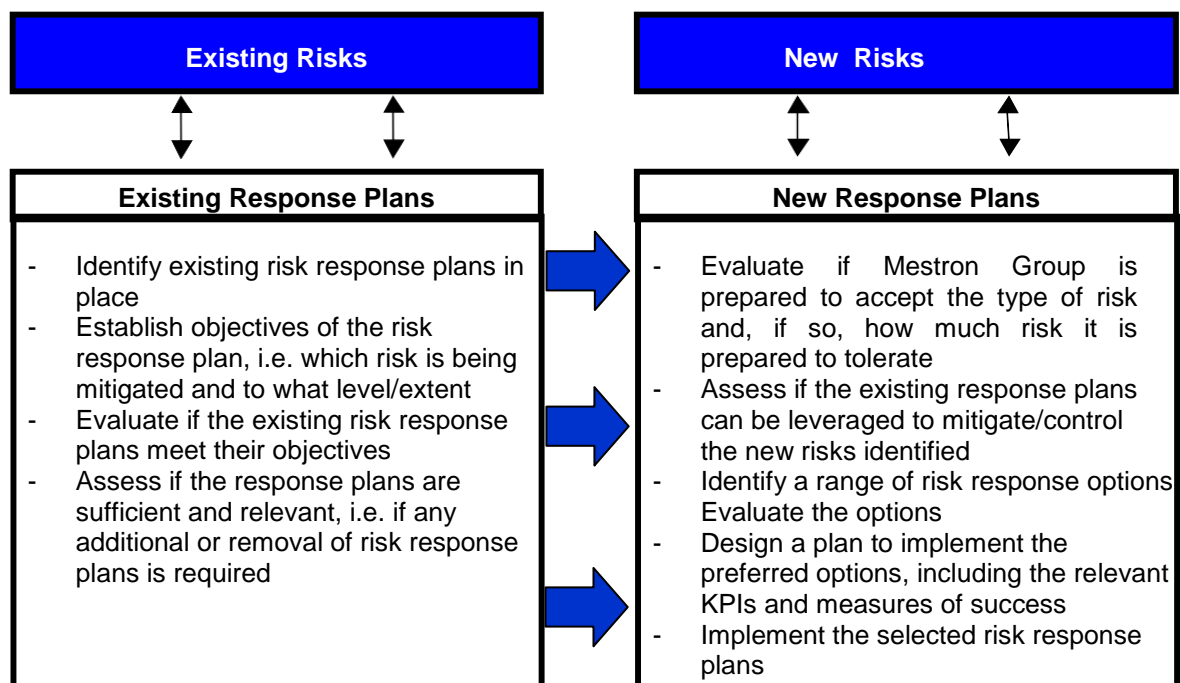 Existing Risks
New Risks
Existing Response Plans
- Identify existing risk response plans in
place
- Establish objectives of the risk
response plan, i.e. which risk is being
mitigated and to what level/extent
- Evaluate if the existing risk response
plans meet their objectives
- Assess if the response plans are
sufficient and relevant, i.e. if any
additional or removal of risk response
plans is required
New Response Plans
- Evaluate if Mestron Group is
prepared to accept the type of risk
and, if so, how much risk it is
prepared to tolerate
- Assess if the existing response plans
can be leveraged to mitigate/control
the new risks identified
- Identify a range of risk response options
Evaluate the options
- Design a plan to implement the
preferred options, including the relevant
KPIs and measures of success
- Implement the selected risk response
plans